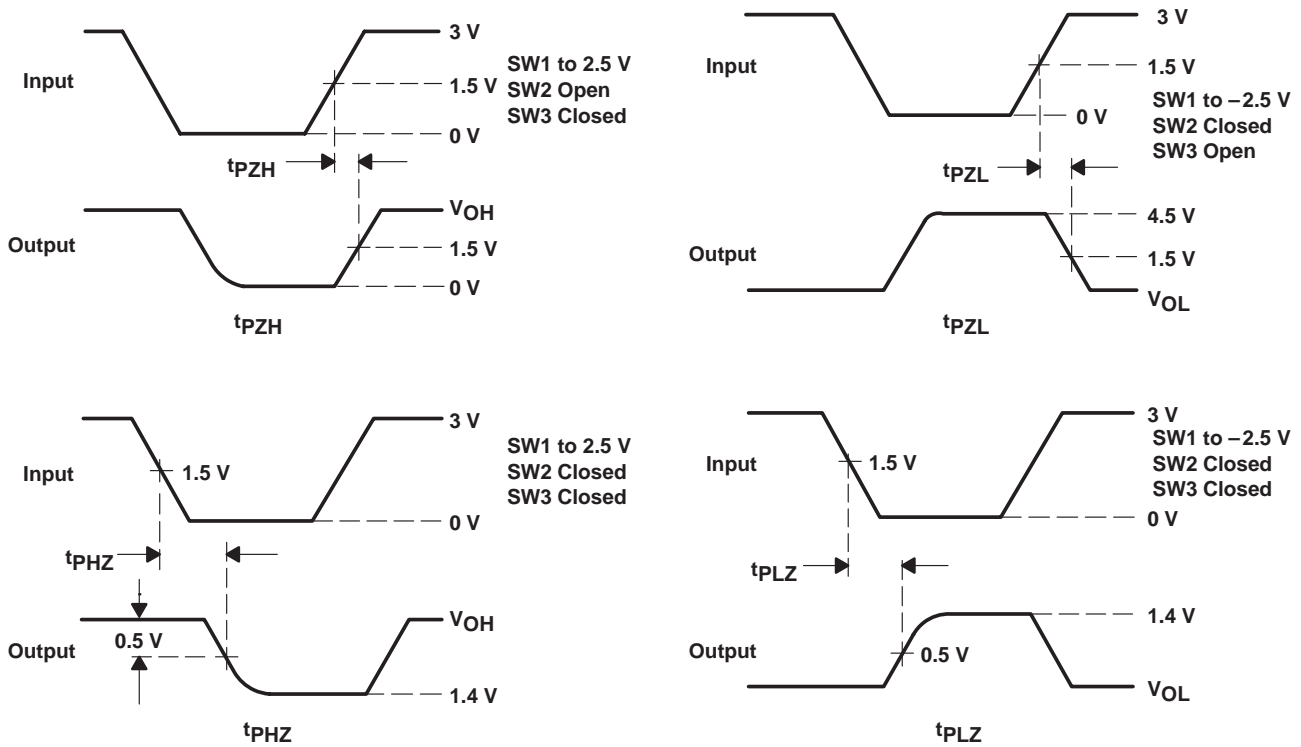 3 V
Input
1.5 V
SW1 to 2.5 V
SW2 Open
SW3 Closed
0 V
tPZH
VOH
Output
1.5 V
0 V
tPZH
3 V
Input
1.5 V
SW1 to −2.5 V
SW2 Closed
SW3 Open
0 V
tPZL
4.5 V
Output
1.5 V
VOL
tPZL
3 V
Input
1.5 V
SW1 to 2.5 V
SW2 Closed
SW3 Closed
0 V
tPHZ
VOH
0.5 V
Output
1.4 V
tPHZ
3 V
Input
1.5 V
SW1 to −2.5 V
SW2 Closed
SW3 Closed
0 V
tPLZ
1.4 V
Output
0.5 V
VOL
tPLZ